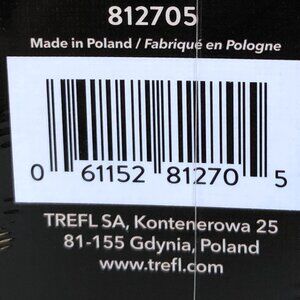 812705
Made in Poland / Fabriqué en Pologne
0 61152 81270 5
TREFL SA, Kontenerowa 25
81-155 Gdynia, Poland
www.trefl.com